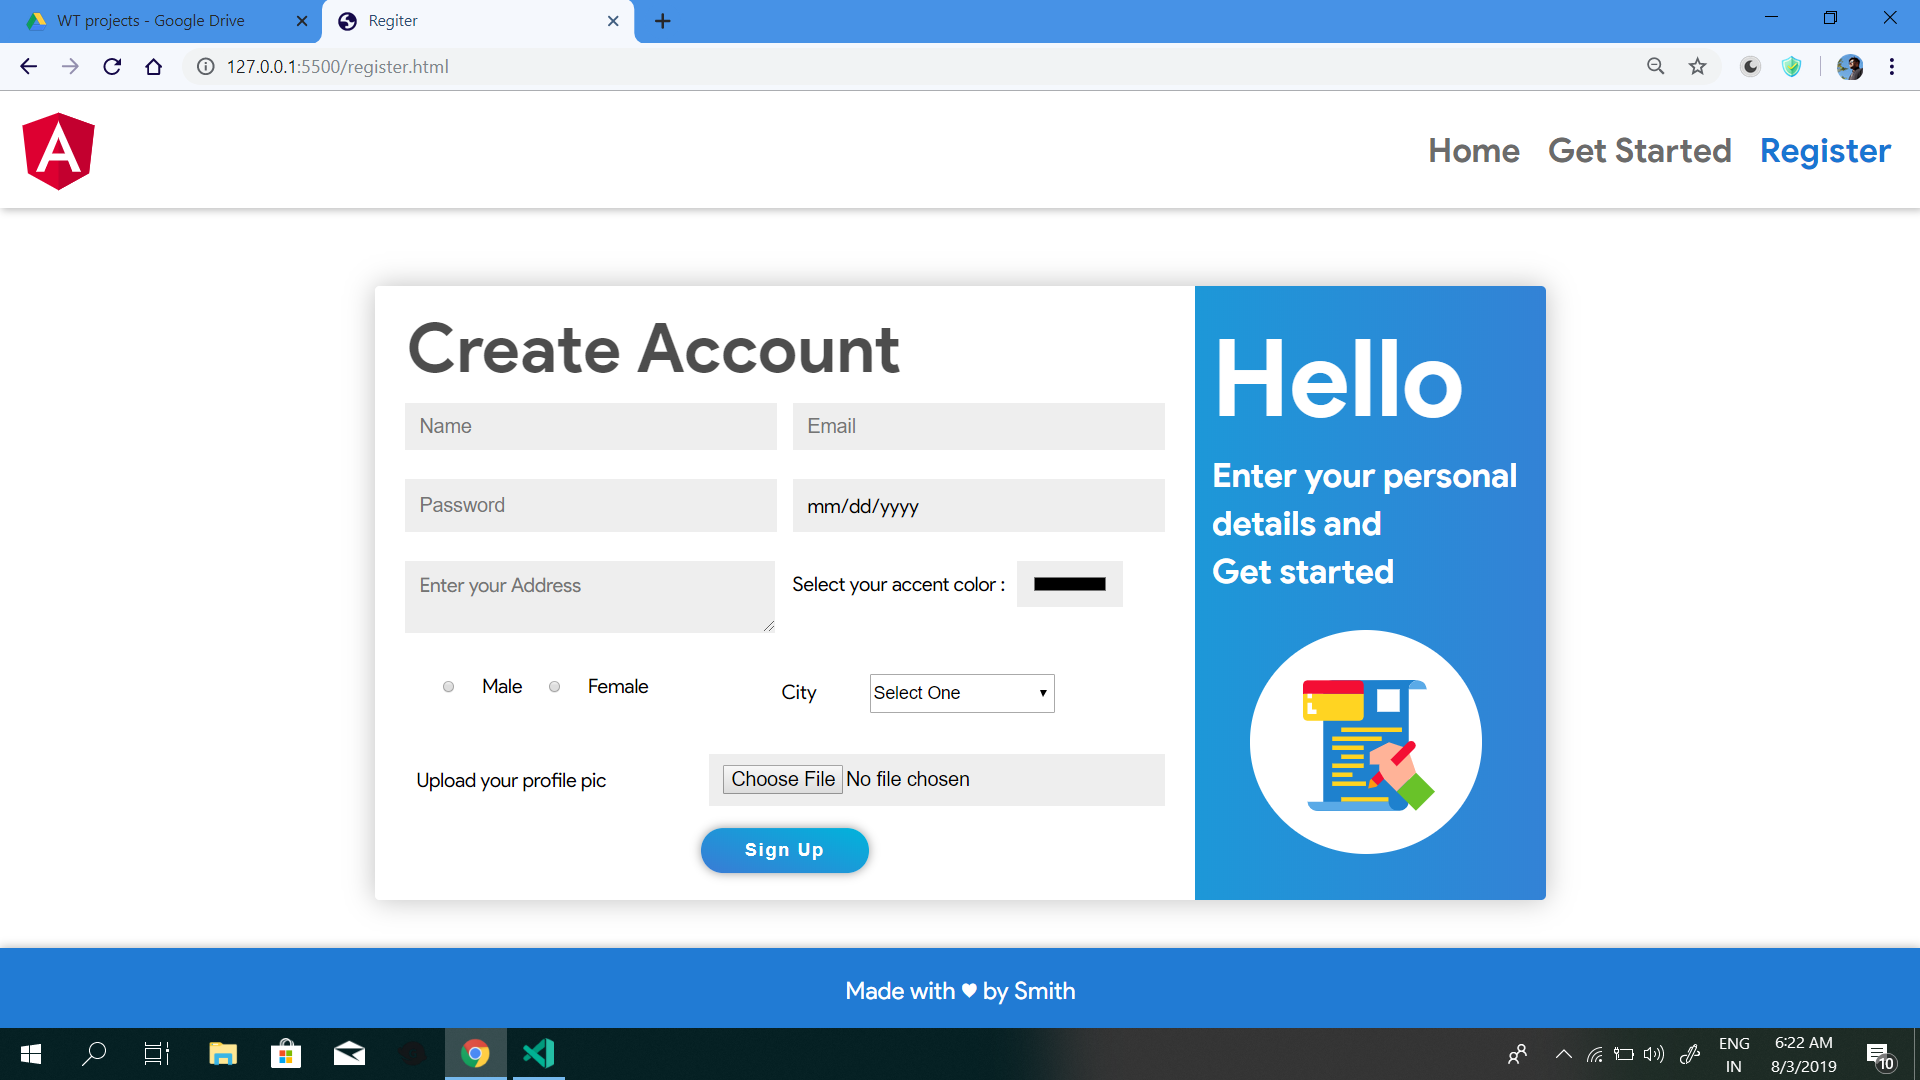 WT projects - Google Drive
Regiter
127.0.0.1:5500/register.html
A
Home Get Started Register
Create Account
Name Email
Password mm/dd/yyyy
Enter your Address Select your accent color :
Male Female City Select One
Upload your profile pic Choose File No file chosen
Sign Up
Hello
Enter your personal
details and
Get started
Made with ♥ by Smith
ENG
IN
6:22 AM
8/3/2019
10